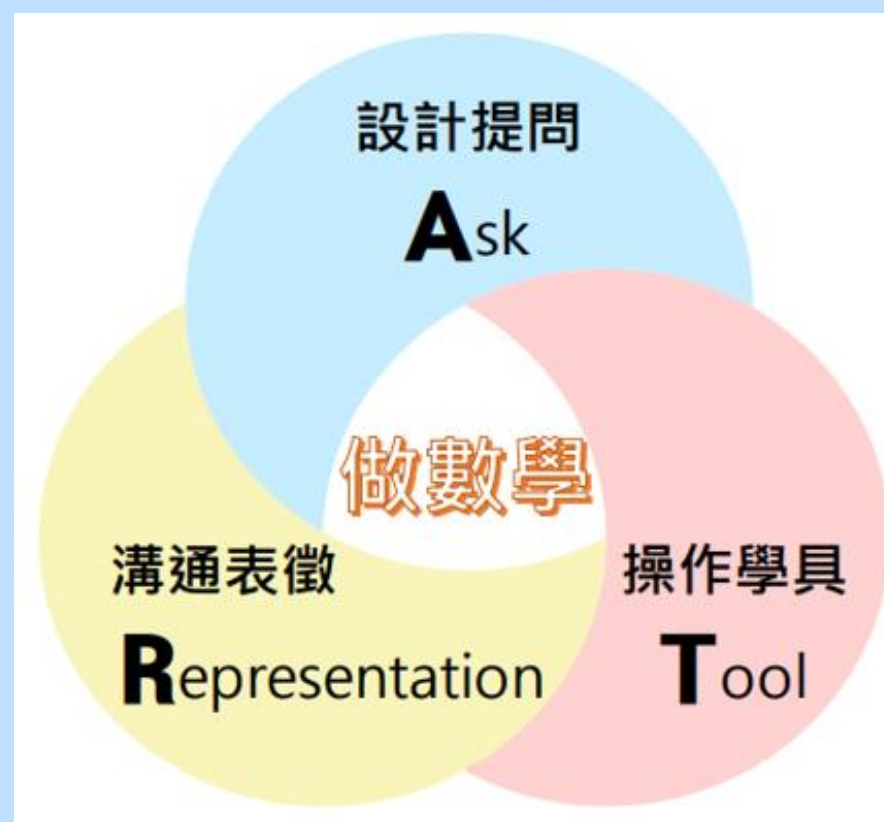 設計提問
Ask
做數學
溝通表徵
Representation
操作學具
Tool